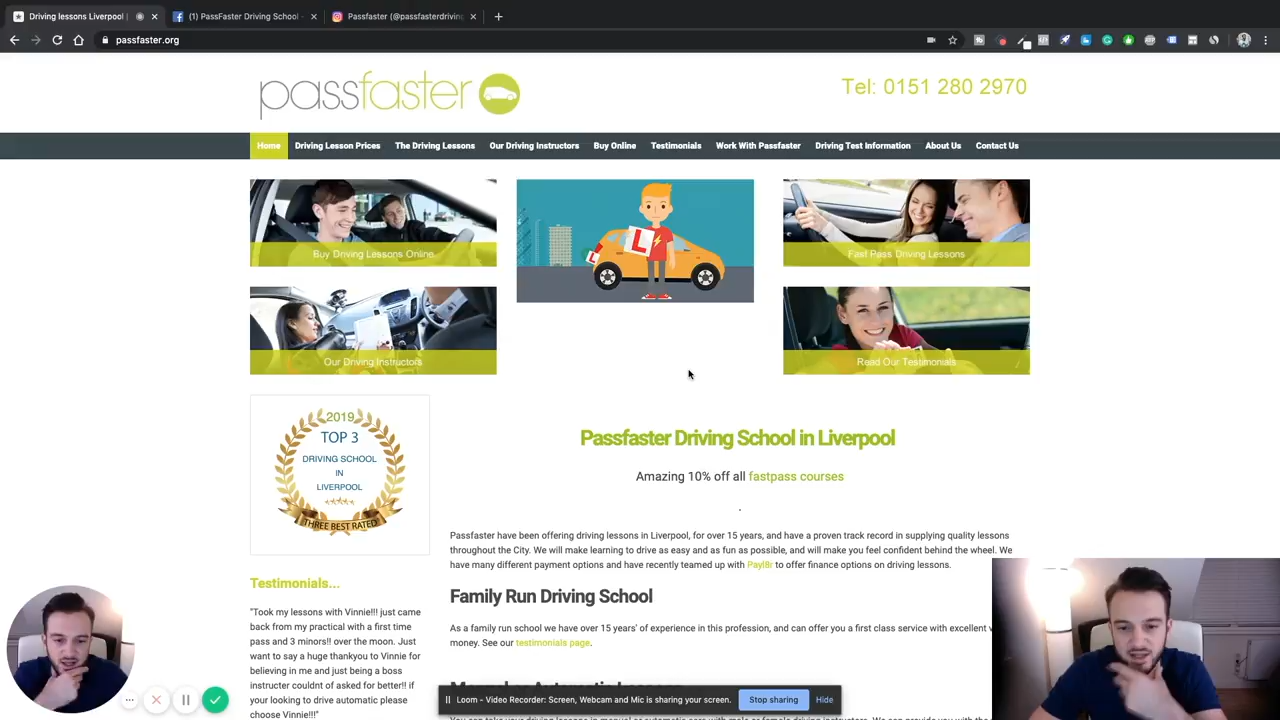 Driving lessons Liverpool |
(1) PassFaster Driving School
Passfaster (@passfasterdriving
passfaster.org
passfaster
Tel: 0151 280 2970
Home
Driving Lesson Prices
The Driving Lessons
Our Driving Instructors
Buy Online
Testimonials
Work With Passfaster
Driving Test Information
About Us
Contact Us
Buy Driving Lessons Online
L
L
Fast Pass Driving Lessons
Our Driving Instructors
Read Our Testimonials
2019
TOP 3
DRIVING SCHOOL
IN
LIVERPOOL
THREE BEST RATED
Passfaster Driving School in Liverpool
Amazing 10% off all fastpass courses
.
Passfaster have been offering driving lessons in Liverpool, for over 15 years, and have a proven track record in supplying quality lessons
throughout the City. We will make learning to drive as easy and as fun as possible, and will make you feel confident behind the wheel. We
have many different payment options and have recently teamed up with Payl8r to offer finance options on driving lessons.
Family Run Driving School
As a family run school we have over 15 years' of experience in this profession, and can offer you a first class service with excellent
money. See our testimonials page.
Testimonials...
"Took my lessons with Vinnie!!! just came
back from my practical with a first time
pass and 3 minors!! over the moon. Just
want to say a huge thankyou to Vinnie for
believing in me and just being a boss
instructor couldnt of asked for better!! if
your looking to drive automatic please
choose Vinnie!!!"
Loom – Video Recorder: Screen, Webcam and Mic is sharing your screen.
Stop sharing
Hide